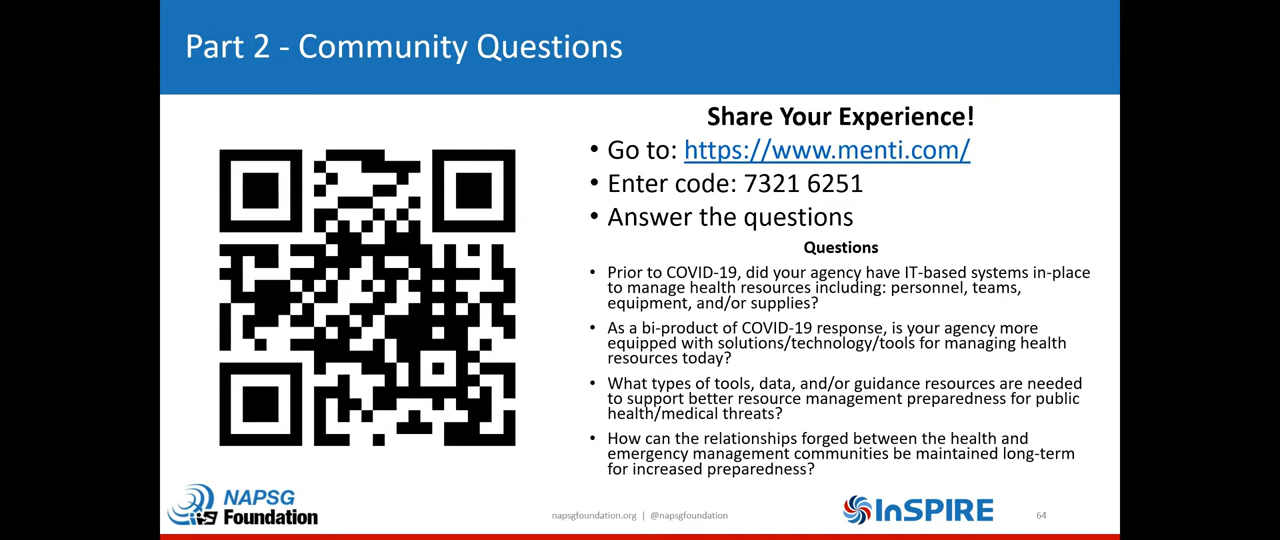 Part 2 - Community Questions
Share Your Experience!
• Go to: https://www.menti.com/
• Enter code: 7321 6251
• Answer the questions
Questions
• Prior to COVID-19, did your agency have IT-based systems in-place
to manage health resources including: personnel, teams,
equipment, and/or supplies?
• As a bi-product of COVID-19 response, is your agency more
equipped with solutions/technology/tools for managing health
resources today?
• What types of tools, data, and/or guidance resources are needed
to support better resource management preparedness for public
health/medical threats?
• How can the relationships forged between the health and
emergency management communities be maintained long-term
for increased preparedness?
NAPSG
Foundation
napsgfoundation.org | @napsgfoundation
InSPIRE
64